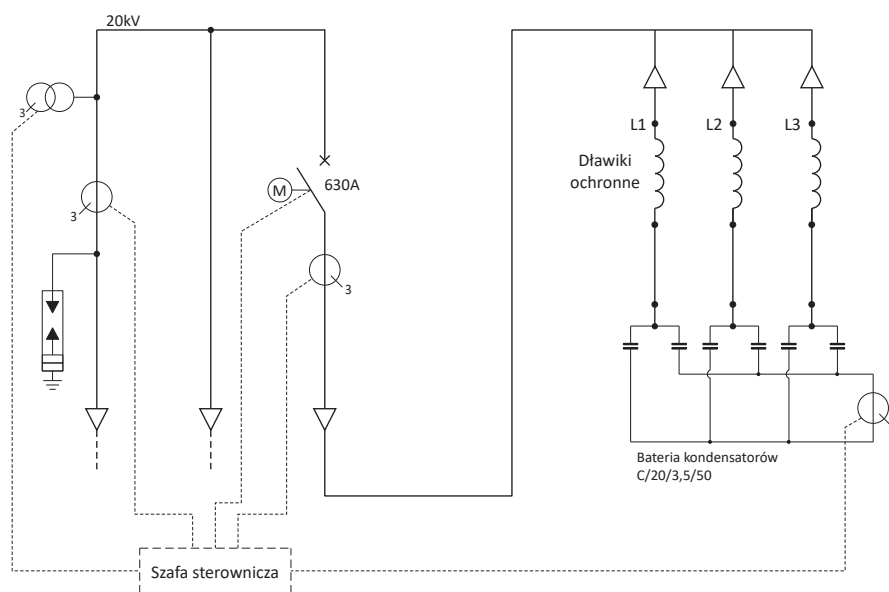 20kV
3
3
M
630A
3
L1
L2
L3
Dławiki
ochronne
Bateria kondensatorów
C/20/3,5/50
Szafa sterownicza